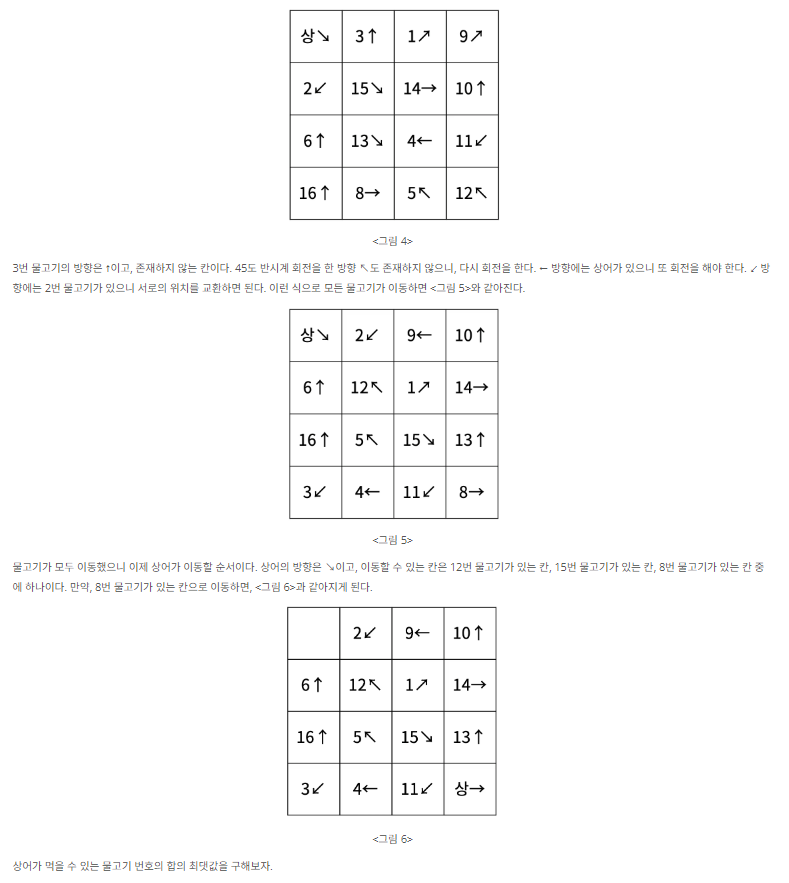 상↘ 3↑ 1↗ 9↗
2↙ 15↘ 14→ 10↑
6↑ 13↘ 4← 11↙
16↑ 8→ 5↖ 12↖
<그림 4>
3번 물고기의 방향은 ↑이고, 존재하지 않는 칸이다. 45도 반시계 회전을 한 방향 ↖도 존재하지 않으니, 다시 회전을 한다. ← 방향에는 상어가 있으니 또 회전을 해야 한다. ↙ 방
향에는 2번 물고기가 있으니 서로의 위치를 교환하면 된다. 이런 식으로 모든 물고기가 이동하면 <그림 5>와 같아진다.
상↘ 2↙ 9← 10↑
6↑ 12↖ 1↗ 14→
16↑ 5↖ 15↘ 13↑
3↙ 4← 11↙ 8→
<그림 5>
물고기가 모두 이동했으니 이제 상어가 이동할 순서이다. 상어의 방향은 ↘이고, 이동할 수 있는 칸은 12번 물고기가 있는 칸, 15번 물고기가 있는 칸, 8번 물고기가 있는 칸 중
에 하나이다. 만약, 8번 물고기가 있는 칸으로 이동하면, <그림 6>과 같아지게 된다.
2↙ 9← 10↑
6↑ 12↖ 1↗ 14→
16↑ 5↖ 15↘ 13↑
3↙ 4← 11↙ 상→
<그림 6>
상어가 먹을 수 있는 물고기 번호의 합의 최댓값을 구해보자.